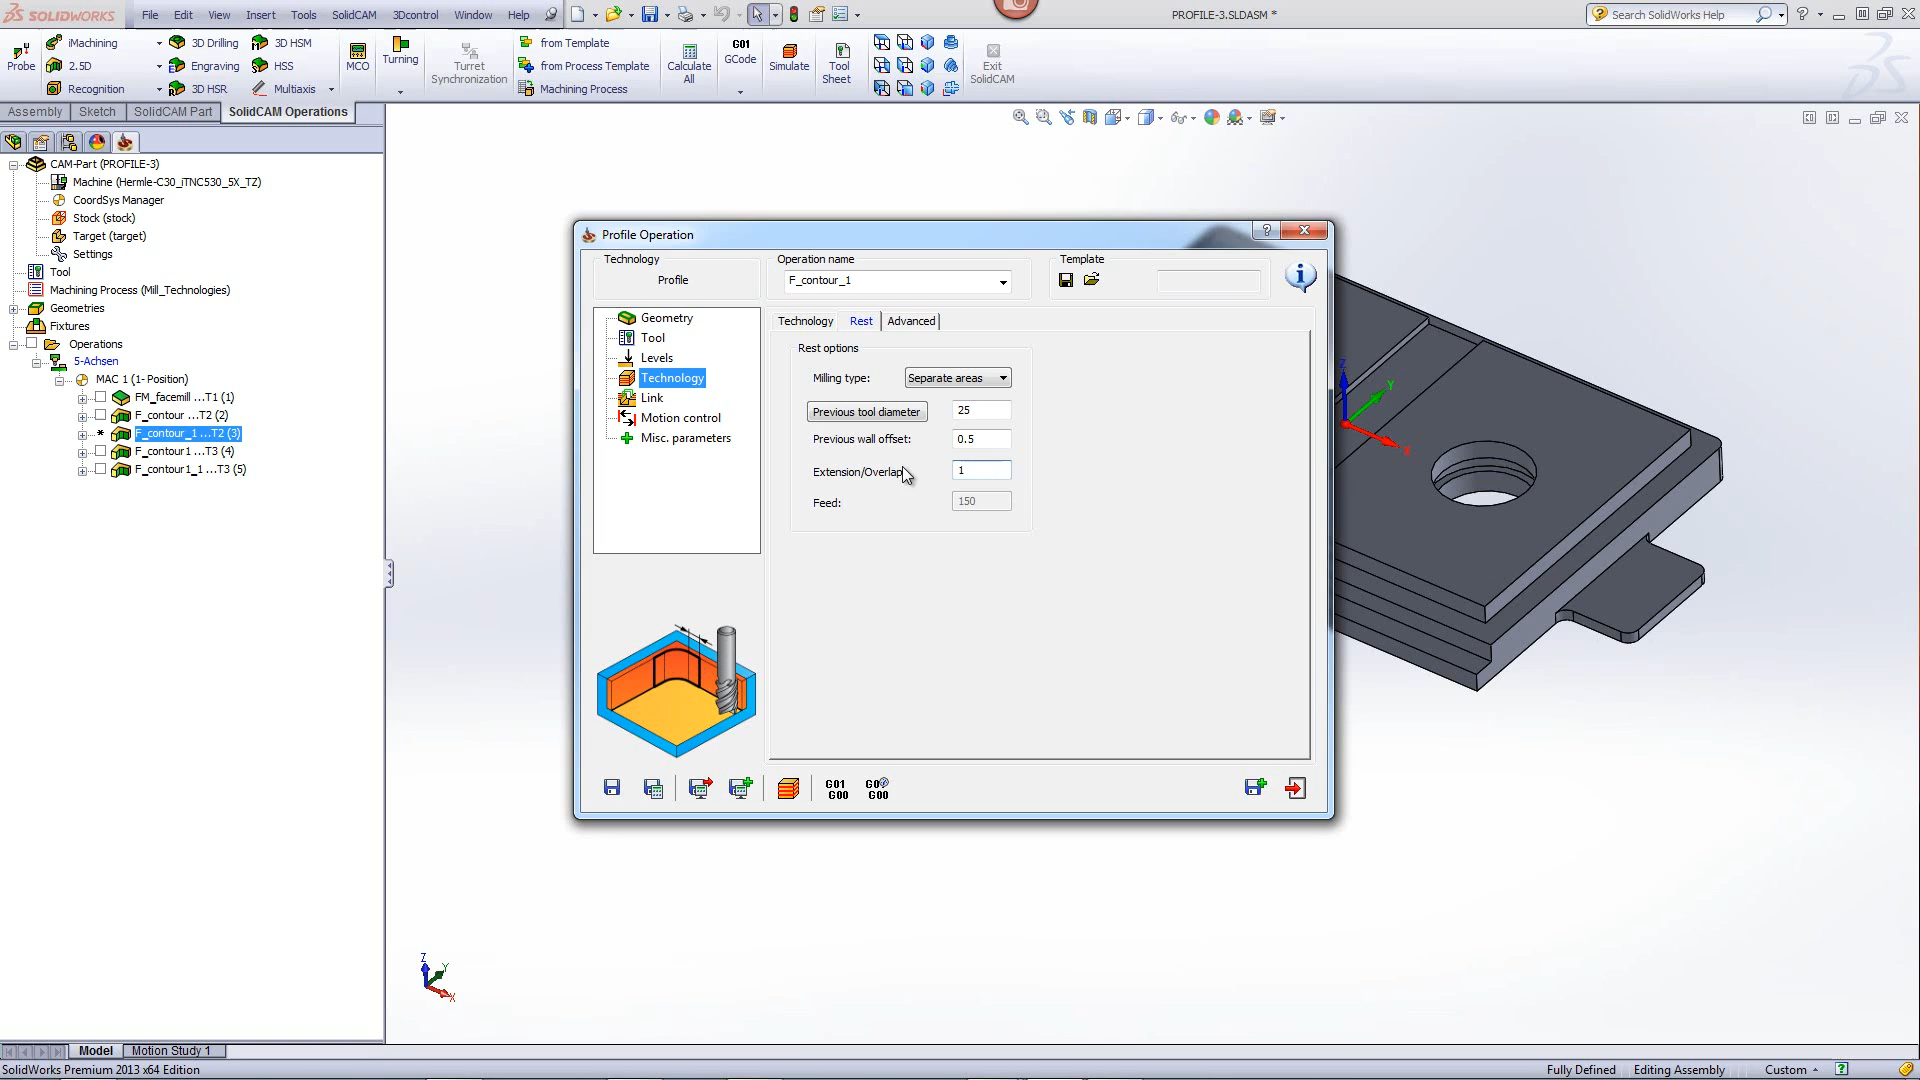 SOLIDWORKS File Edit View Insert Tools SolidCAM 3Dcontrol Window Help PROFILE-3.SLDASM * Search SolidWorks Help
Probe iMachining 3D Drilling 3D HSM MCO Turning Turret Synchronization from Template Calculate All G01 GCode Simulate Tool Sheet Exit SolidCAM
2.5D Engraving HSS from Process Template
Recognition 3D HSR Multiaxis Machining Process
Assembly Sketch SolidCAM Part SolidCAM Operations
CAM-Part (PROFILE-3)
Machine (Hermle-C30_iTNC530_5X_TZ)
CoordSys Manager
Stock (stock)
Target (target)
Settings
Tool
Machining Process (Mill_Technologies)
Geometries
Fixtures
Operations
5-Achsen
MAC 1 (1- Position)
FM_facemill ...T1 (1)
F_contour ...T2 (2)
* F_contour_1 ...T2 (3)
F_contour1 ...T3 (4)
F_contour1_1 ...T3 (5)
Profile Operation
Technology Operation name Template
Profile F_contour_1
Geometry
Tool
Levels
Technology
Link
Motion control
Misc. parameters
Technology Rest Advanced
Rest options
Milling type: Separate areas
Previous tool diameter 25
Previous wall offset: 0.5
Extension/Overlap 1
Feed: 150
G01 G00 G0 G00
Z Y X
Z Y X
Model Motion Study 1
SolidWorks Premium 2013 x64 Edition Fully Defined Editing Assembly Custom